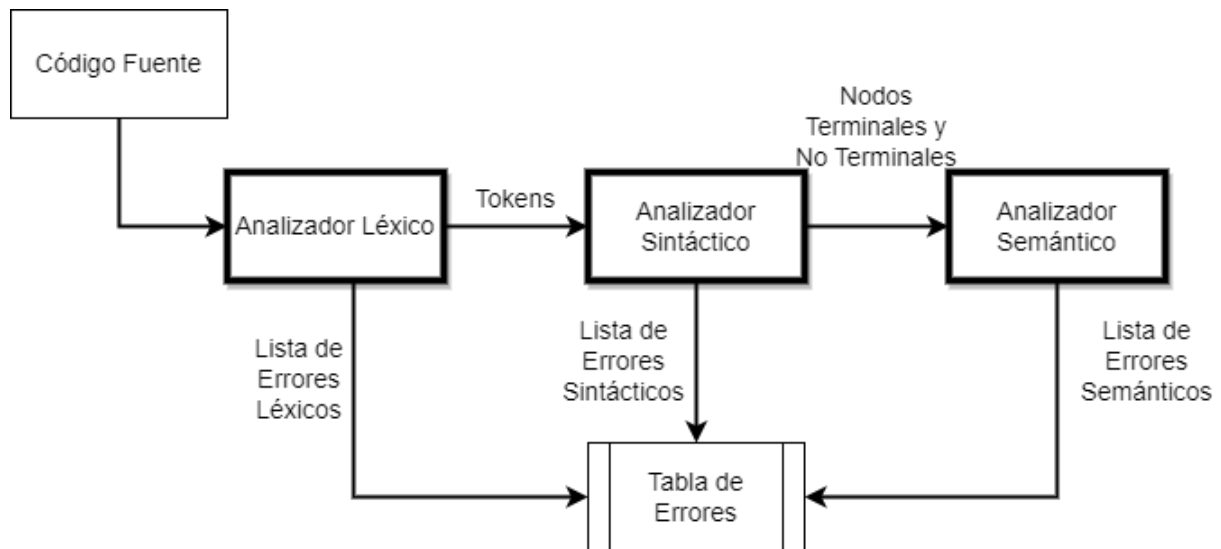 Código Fuente
Nodos
Terminales y
No Terminales
Analizador Léxico
Tokens
Analizador
Sintáctico
Analizador
Semántico
Lista de
Errores
Léxicos
Lista de
Errores
Sintácticos
Lista de
Errores
Semánticos
Tabla de
Errores